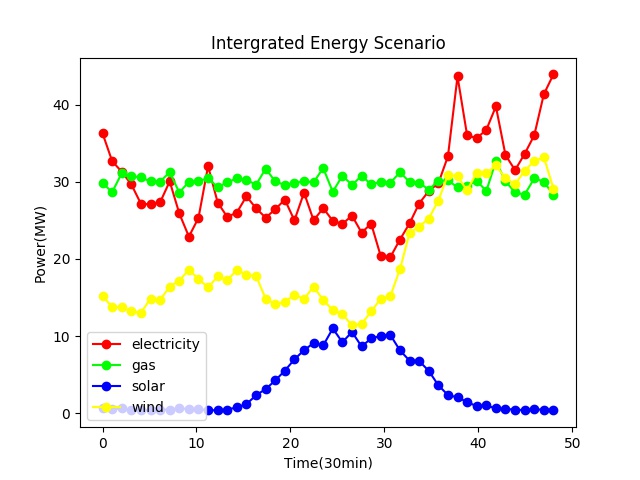 Intergrated Energy Scenario
Power(MW)
40
30
20
10
0
electricity
gas
solar
wind
0 10 20 30 40 50
Time(30min)